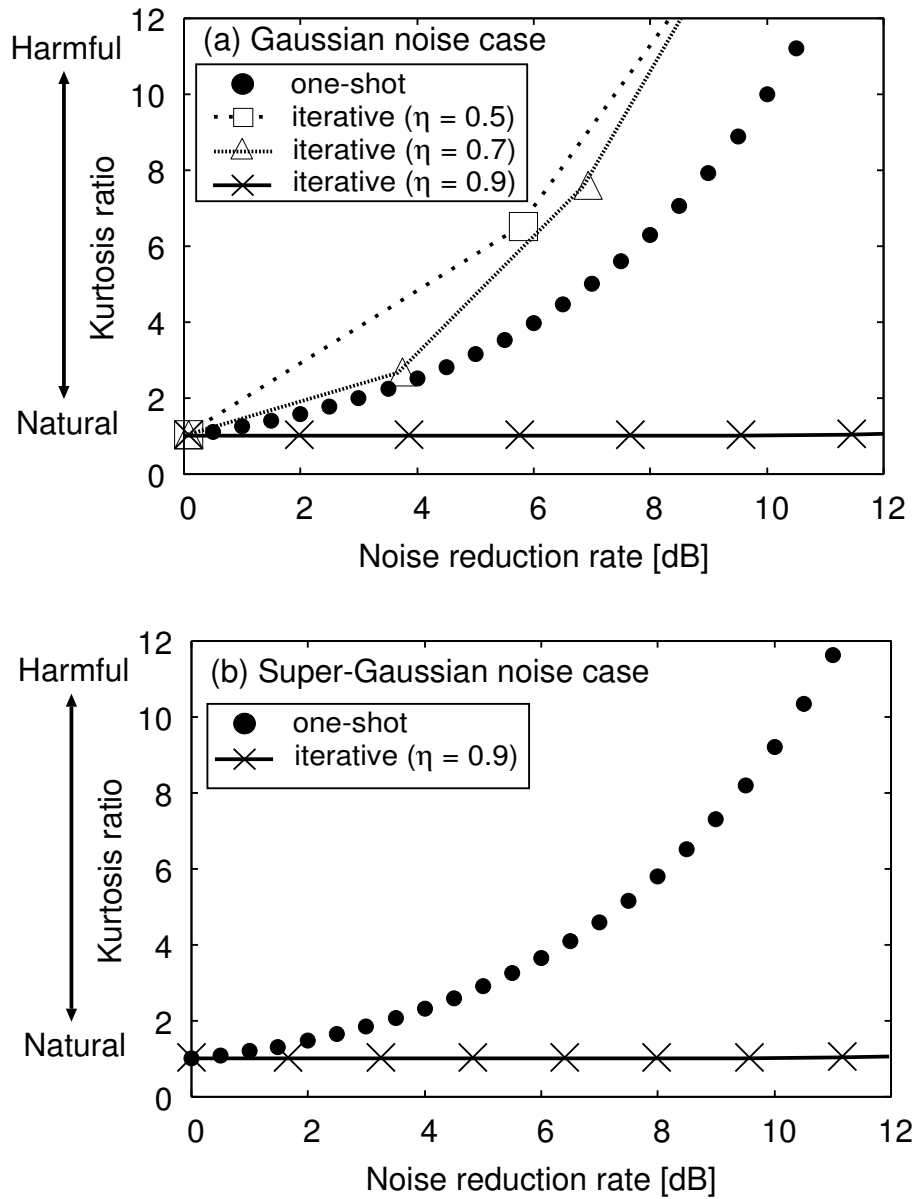 (a) Gaussian noise case
one-shot
iterative (η = 0.5)
iterative (η = 0.7)
iterative (η = 0.9)
Harmful
Kurtosis ratio
Natural
12
10
8
6
4
2
0
0 2 4 6 8 10 12
Noise reduction rate [dB]
(b) Super-Gaussian noise case
one-shot
iterative (η = 0.9)
Harmful
Kurtosis ratio
Natural
12
10
8
6
4
2
0
0 2 4 6 8 10 12
Noise reduction rate [dB]